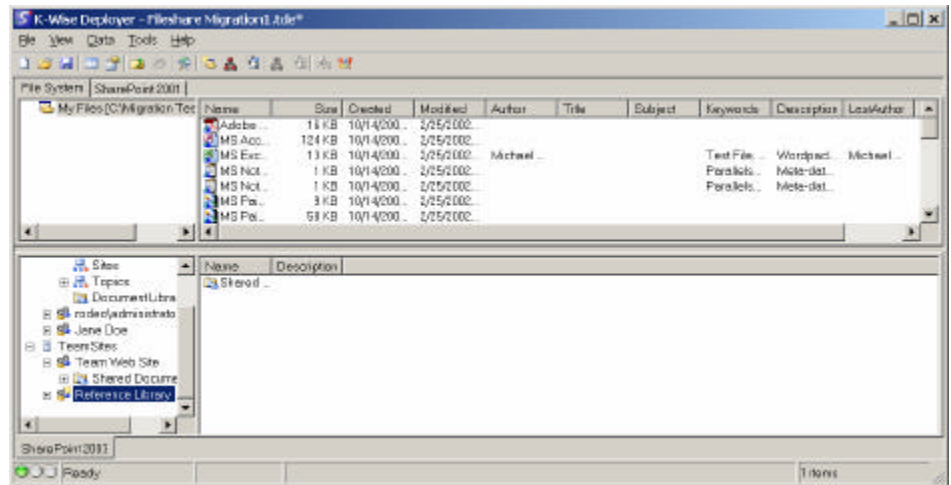 K-Wise Deployer - Fileshare Migration1.kde*
File View Data Tools Help
File System SharePoint 2001
My Files [C:\Migration Tec
Name Size Created Modified Author Title Subject Keywords Description LastAuthor
Adobe ... 16 KB 10/14/200... 2/25/2002...
MS Acc... 124 KB 10/14/200... 2/25/2002...
MS Exc... 13 KB 10/14/200... 2/25/2002... Michael ... Test File, ... Wordpad... Michael ...
MS Not... 1 KB 10/14/200... 2/25/2002... Parallels... Meta-dat...
MS Not... 1 KB 10/14/200... 2/25/2002... Parallels... Meta-dat...
MS Pai... 3 KB 10/14/200... 2/25/2002...
MS Pai... 58 KB 10/14/200... 2/25/2002...
Sites
Topics
DocumentLibra
rodeo\administrato
Jane Doe
TeamSites
Team Web Site
Shared Docume
Reference Library
Name Description
Shared ...
SharePoint2003
Ready
1 items